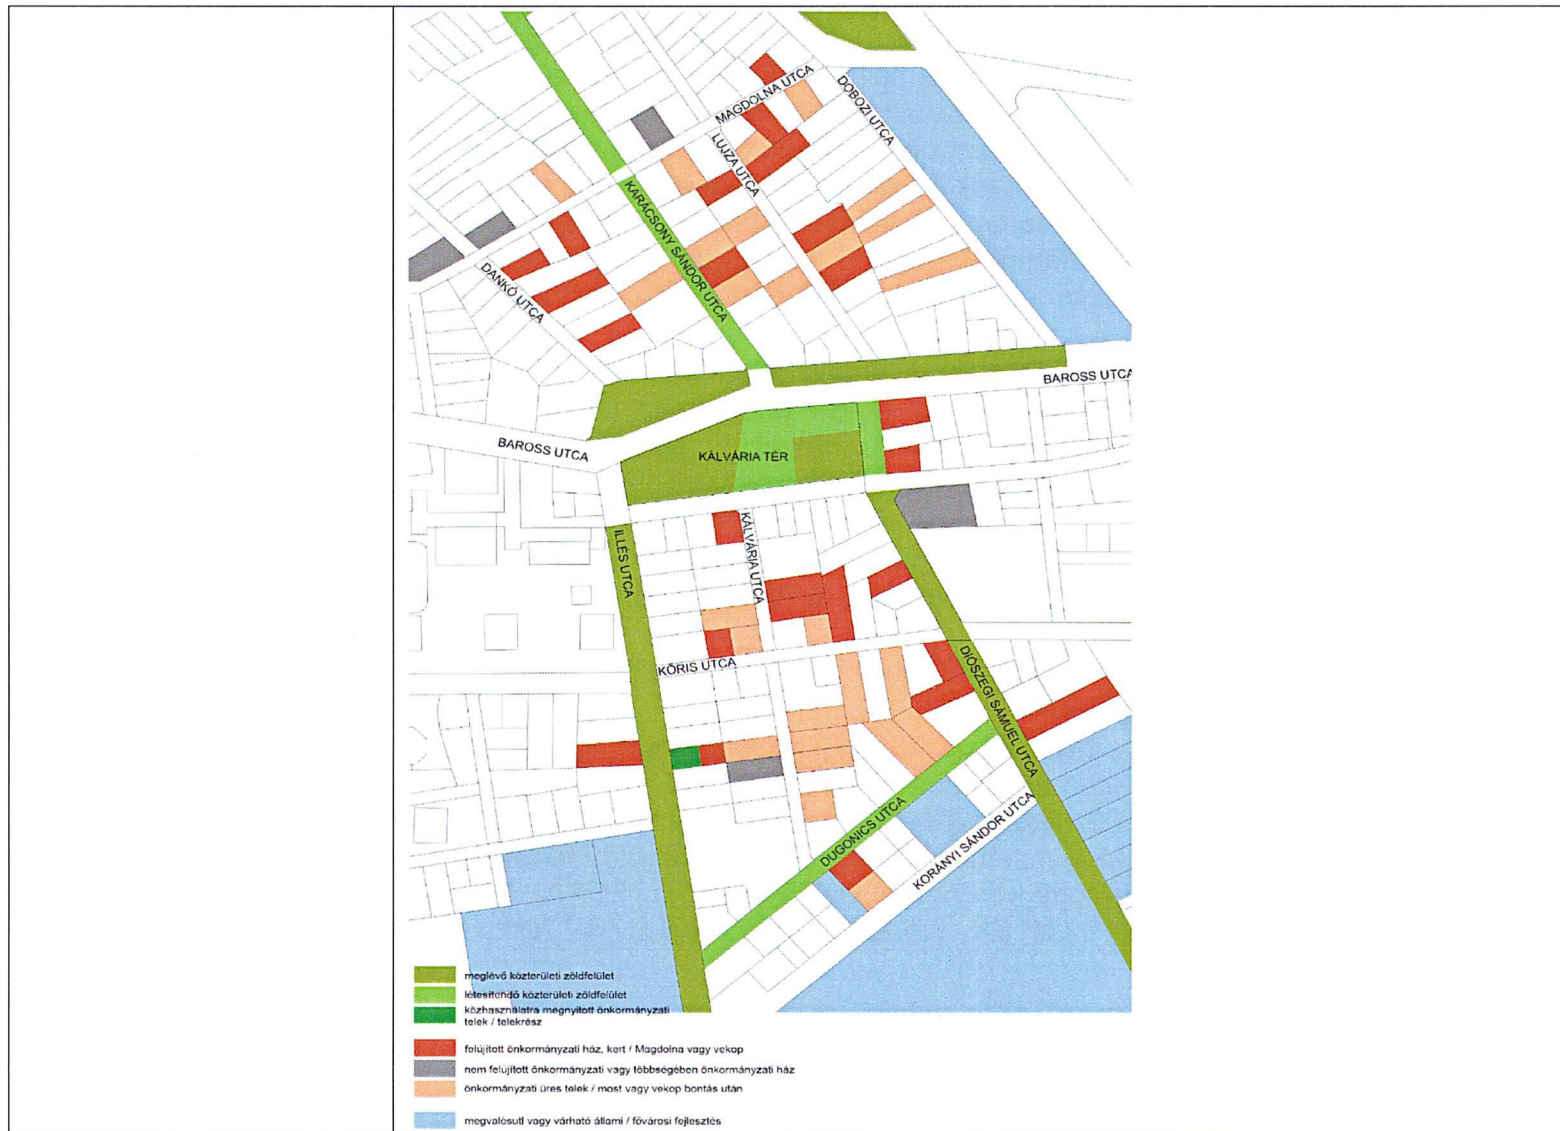 MAGDOLNA UTCA
DOBOZI UTCA
LUJZA UTCA
KARÁCSONY SÁNDOR UTCA
DANKÓ UTCA
BAROSS UTCA
BAROSS UTCA
KÁLVÁRIA TÉR
ILLÉS UTCA
KÁLVÁRIA UTCA
KŐRIS UTCA
DIÓSZEGI SÁMUEL UTCA
DUGONICS UTCA
KORÁNYI SÁNDOR UTCA
meglévő közterületi zöldfelület
létesítendő közterületi zöldfelület
közhasználatra megnyitott önkormányzati
telek / telekrész
felújított önkormányzati ház, kert / Magdolna vagy vekop
nem felújított önkormányzati vagy többségében önkormányzati ház
önkormányzati üres telek / most vagy vekop bontás után
megvalósutl vagy várható állami / fővárosi fejlesztés